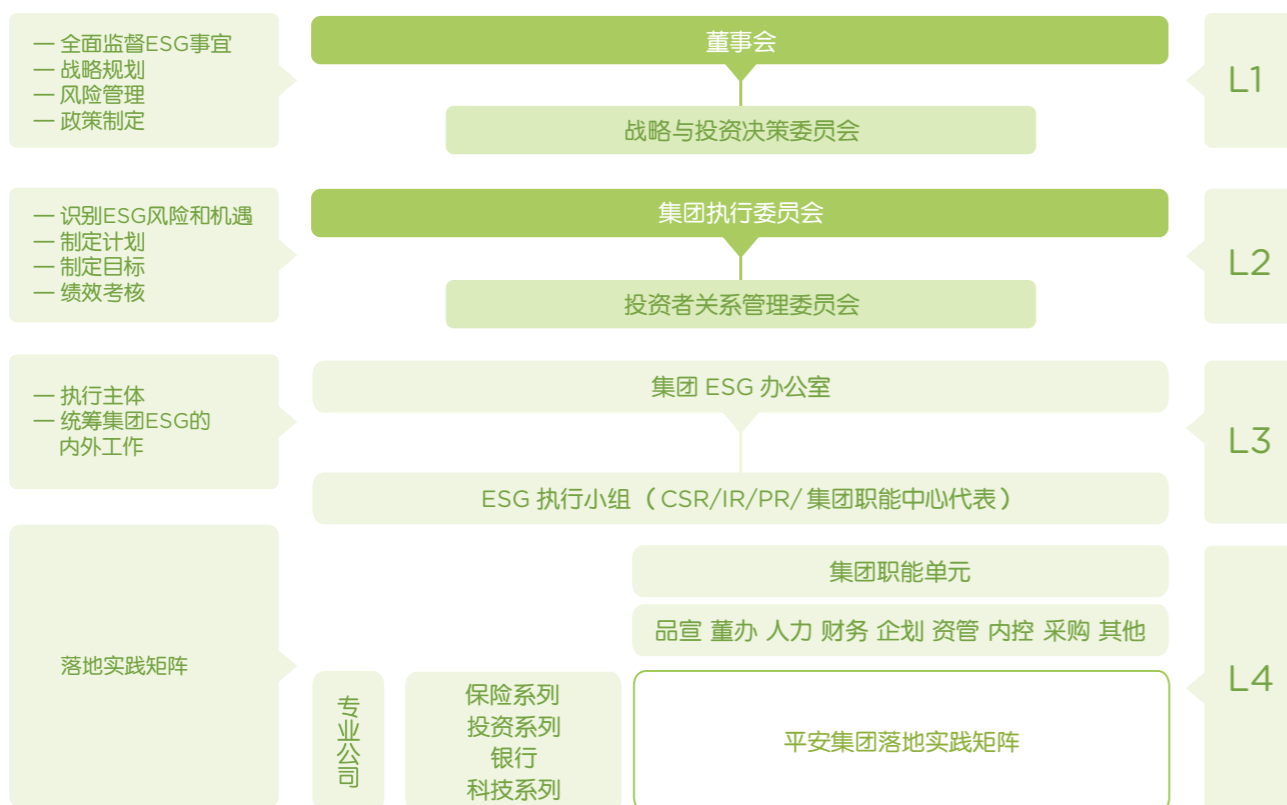 — 全面监督ESG事宜
— 战略规划
— 风险管理
— 政策制定
董事会
战略与投资决策委员会
L1
— 识别ESG风险和机遇
— 制定计划
— 制定目标
— 绩效考核
集团执行委员会
投资者关系管理委员会
L2
— 执行主体
— 统筹集团ESG的
内外工作
集团 ESG 办公室
ESG 执行小组（CSR/IR/PR/ 集团职能中心代表）
L3
落地实践矩阵
集团职能单元
品宣 董办 人力 财务 企划 资管 内控 采购 其他
专业公司
保险系列
投资系列
银行
科技系列
平安集团落地实践矩阵
L4